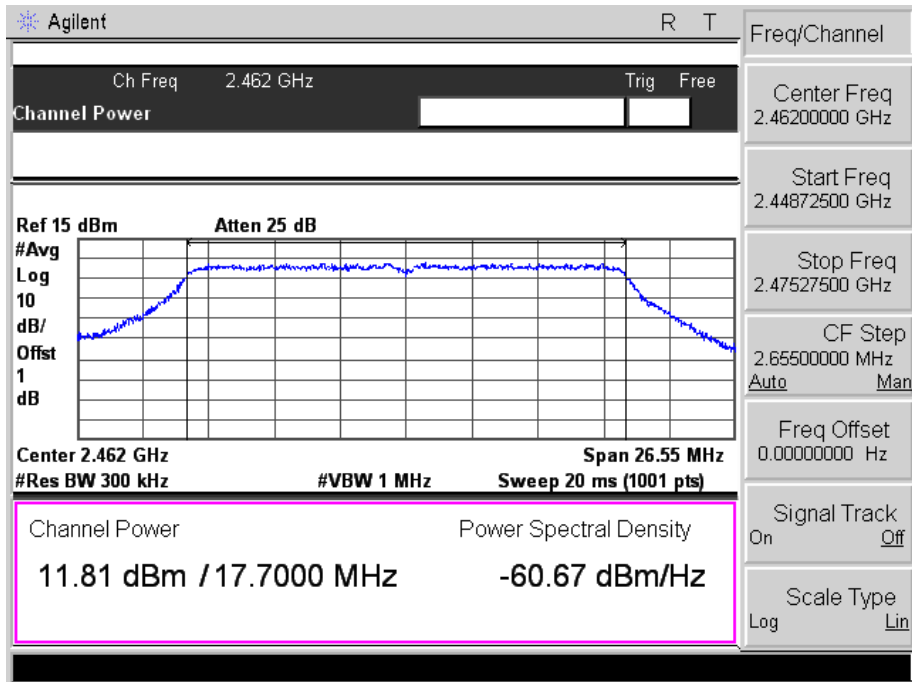 Agilent R T
Ch Freq 2.462 GHz Trig Free
Channel Power
Ref 15 dBm Atten 25 dB
#Avg
Log
10
dB/
Offst
1
dB
Center 2.462 GHz Span 26.55 MHz
#Res BW 300 kHz #VBW 1 MHz Sweep 20 ms (1001 pts)
Channel Power Power Spectral Density
11.81 dBm / 17.7000 MHz -60.67 dBm/Hz
Freq/Channel
Center Freq
2.46200000 GHz
Start Freq
2.44872500 GHz
Stop Freq
2.47527500 GHz
CF Step
2.65500000 MHz
Auto Man
Freq Offset
0.00000000 Hz
Signal Track
On Off
Scale Type
Log Lin